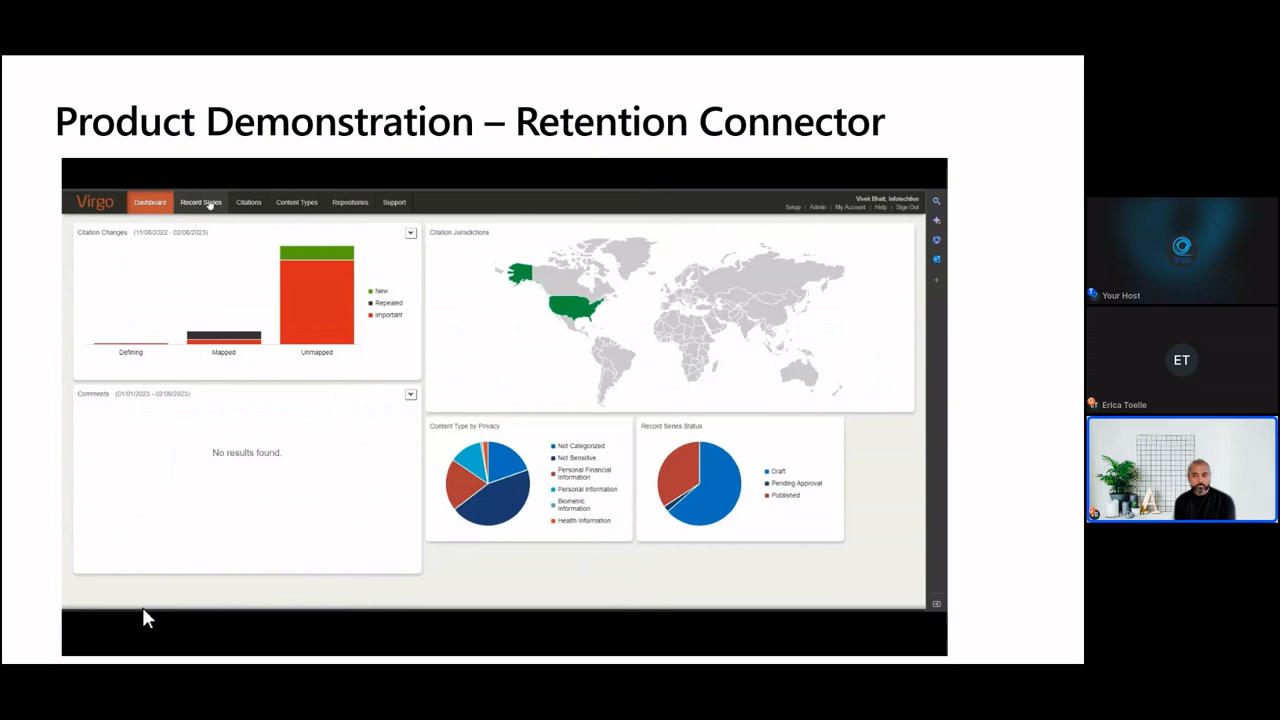 Product Demonstration – Retention Connector
Virgo
Dashboard
Record Series
Citations
Content Types
Repositories
Support
Vivek Bhatt, Infotechtion
Setup | Admin | My Account | Help | Sign Out
Citation Changes (11/08/2022 - 02/08/2023)
New
Repealed
Important
Defining
Mapped
Unmapped
Comments (01/01/2023 - 02/08/2023)
No results found.
Citation Jurisdictions
Content Type by Privacy
Not Categorized
Not Sensitive
Personal Financial
Information
Personal Information
Biometric
Information
Health Information
Record Series Status
Draft
Pending Approval
Published
Your Host
ET
Erica Toelle